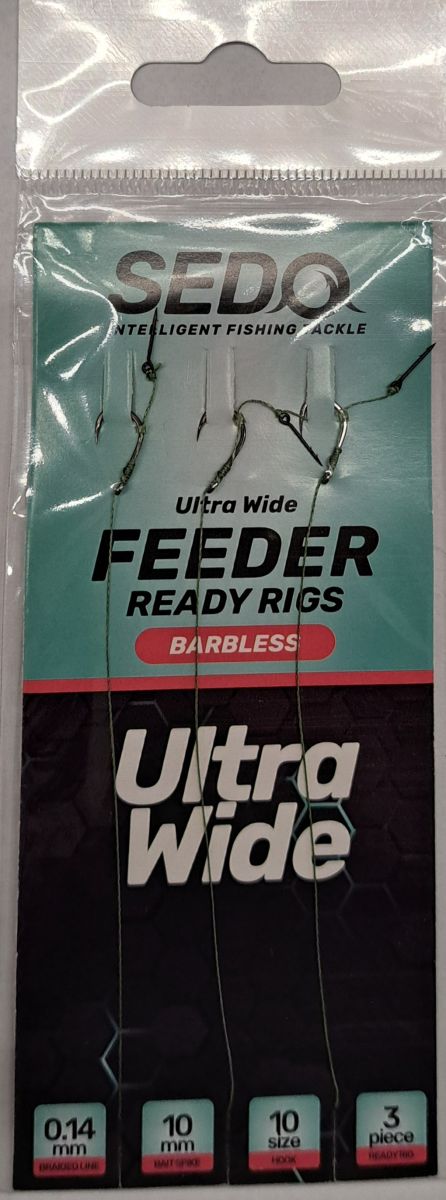 SEDO
INTELLIGENT FISHING TACKLE
Ultra Wide
FEEDER
READY RIGS
BARBLESS
Ultra
Wide
0.14
mm
BRAIDED LINE
10
mm
BAIT SPIKE
10
size
HOOK
3
piece
READY RIG